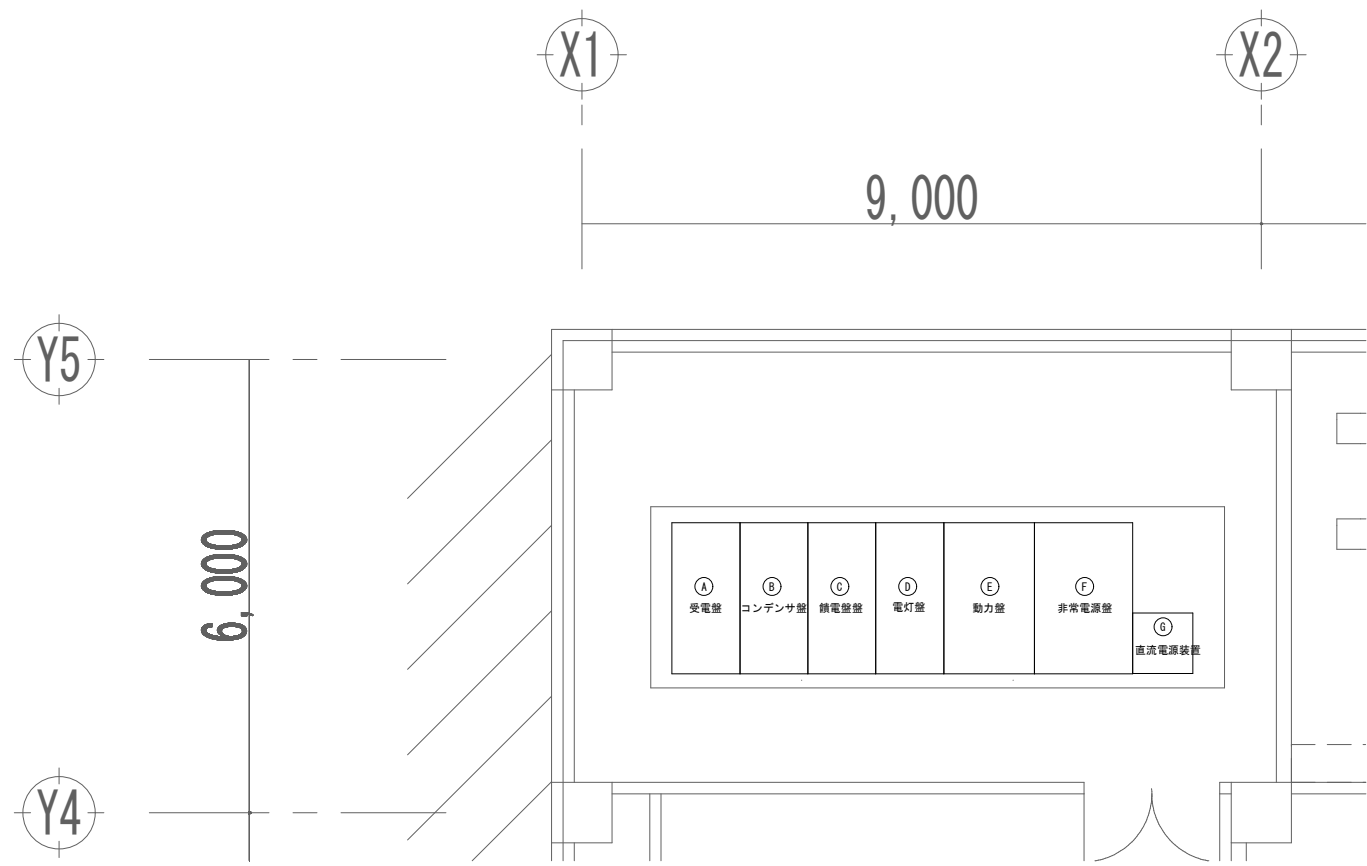 X1
X2
9,000
Y5
6,000
Ⓐ
受電盤
Ⓑ
コンデンサ盤
Ⓒ
饋電盤盤
Ⓓ
電灯盤
Ⓔ
動力盤
Ⓕ
非常電源盤
Ⓖ
直流電源装置
Y4